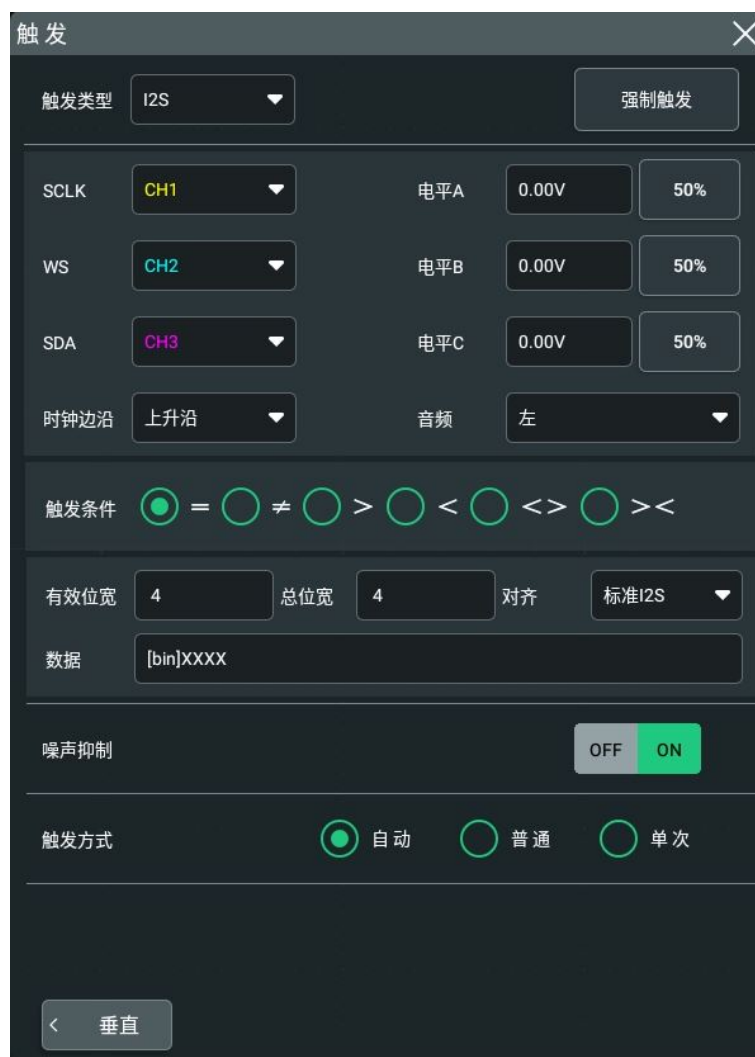 触发
触发类型 I2S 强制触发
SCLK CH1 电平A 0.00V 50%
WS CH2 电平B 0.00V 50%
SDA CH3 电平C 0.00V 50%
时钟边沿 上升沿 音频 左
触发条件 = ≠ > < <> ><
有效位宽 4 总位宽 4 对齐 标准I2S
数据 [bin]XXXX
噪声抑制 OFF ON
触发方式 自动 普通 单次
< 垂直